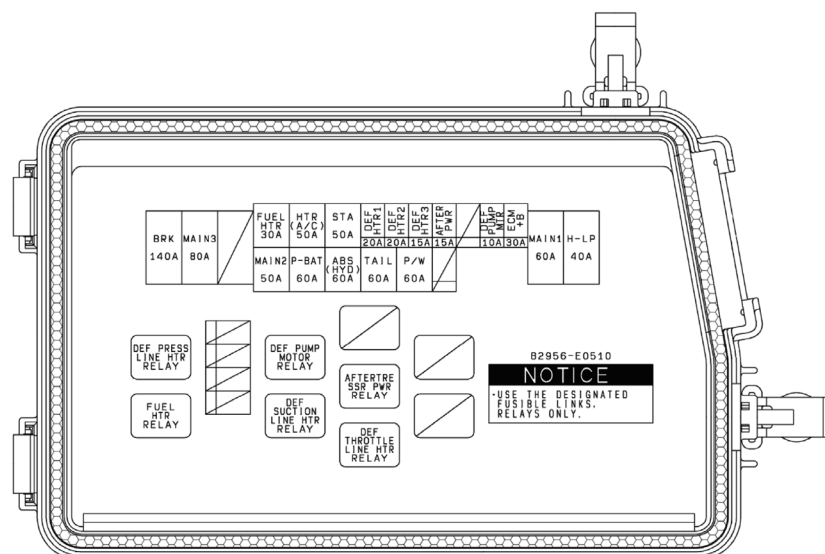 BRK
140A
MAIN3
80A
FUEL
HTR
30A
HTR
(A/C)
50A
STA
50A
DEF
HTR1
20A
DEF
HTR2
20A
DEF
HTR3
15A
AFTER
PWR
15A
DEF
PUMP
MTR
10A
ECM
+B
30A
MAIN1
60A
H-LP
40A
MAIN2
50A
P-BAT
60A
ABS
(HYD)
60A
TAIL
60A
P/W
60A
DEF PRESS
LINE HTR
RELAY
DEF PUMP
MOTOR
RELAY
AFTERTRE
SSR PWR
RELAY
FUEL
HTR
RELAY
DEF
SUCTION
LINE HTR
RELAY
DEF
THROTTLE
LINE HTR
RELAY
B2956-E0510
NOTICE
·USE THE DESIGNATED
FUSIBLE LINKS.
RELAYS ONLY.